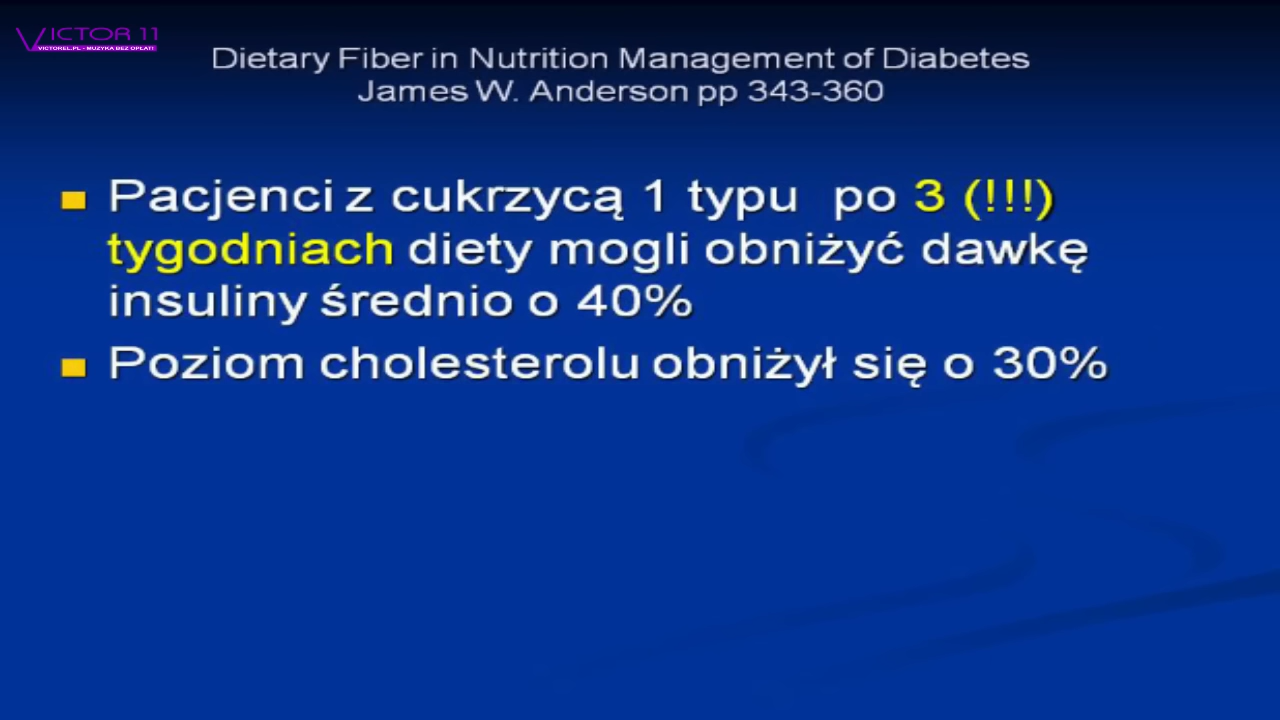 VICTOR 11
VICTOREL.PL - MUZYKA BEZ OPŁAT!
Dietary Fiber in Nutrition Management of Diabetes
James W. Anderson pp 343-360
Pacjenci z cukrzycą 1 typu po 3 (!!!)
tygodniach diety mogli obniżyć dawkę
insuliny średnio o 40%
Poziom cholesterolu obniżył się o 30%